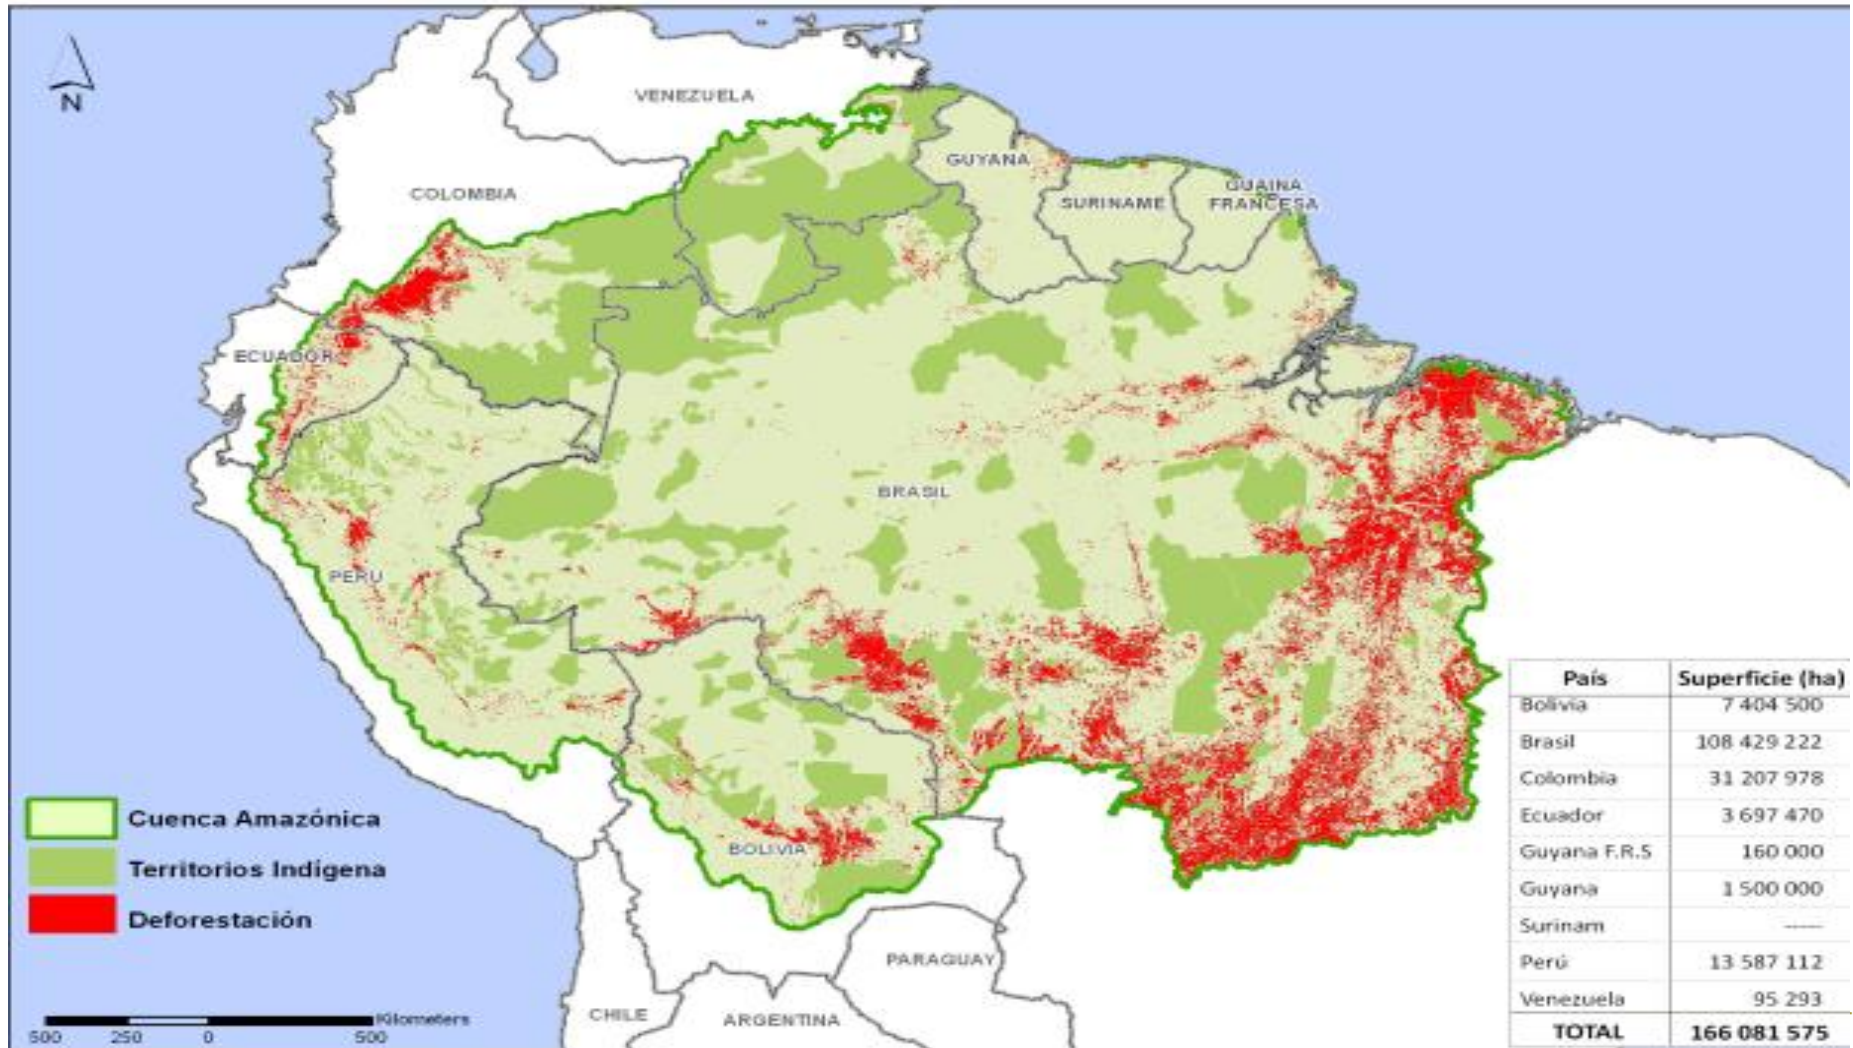 N
VENEZUELA
COLOMBIA
GUYANA
SURINAME
GUAINA
FRANCESA
ECUADOR
BRASIL
PERU
BOLIVIA
PARAGUAY
CHILE
ARGENTINA
Cuenca Amazónica
Territorios Indígena
Deforestación
Kilometers
500 250 0 500
País Superficie (ha)
Bolivia 7 404 500
Brasil 108 429 222
Colombia 31 207 978
Ecuador 3 697 470
Guyana F.R.S 160 000
Guyana 1 500 000
Surinam -----
Perú 13 587 112
Venezuela 95 293
TOTAL 166 081 575